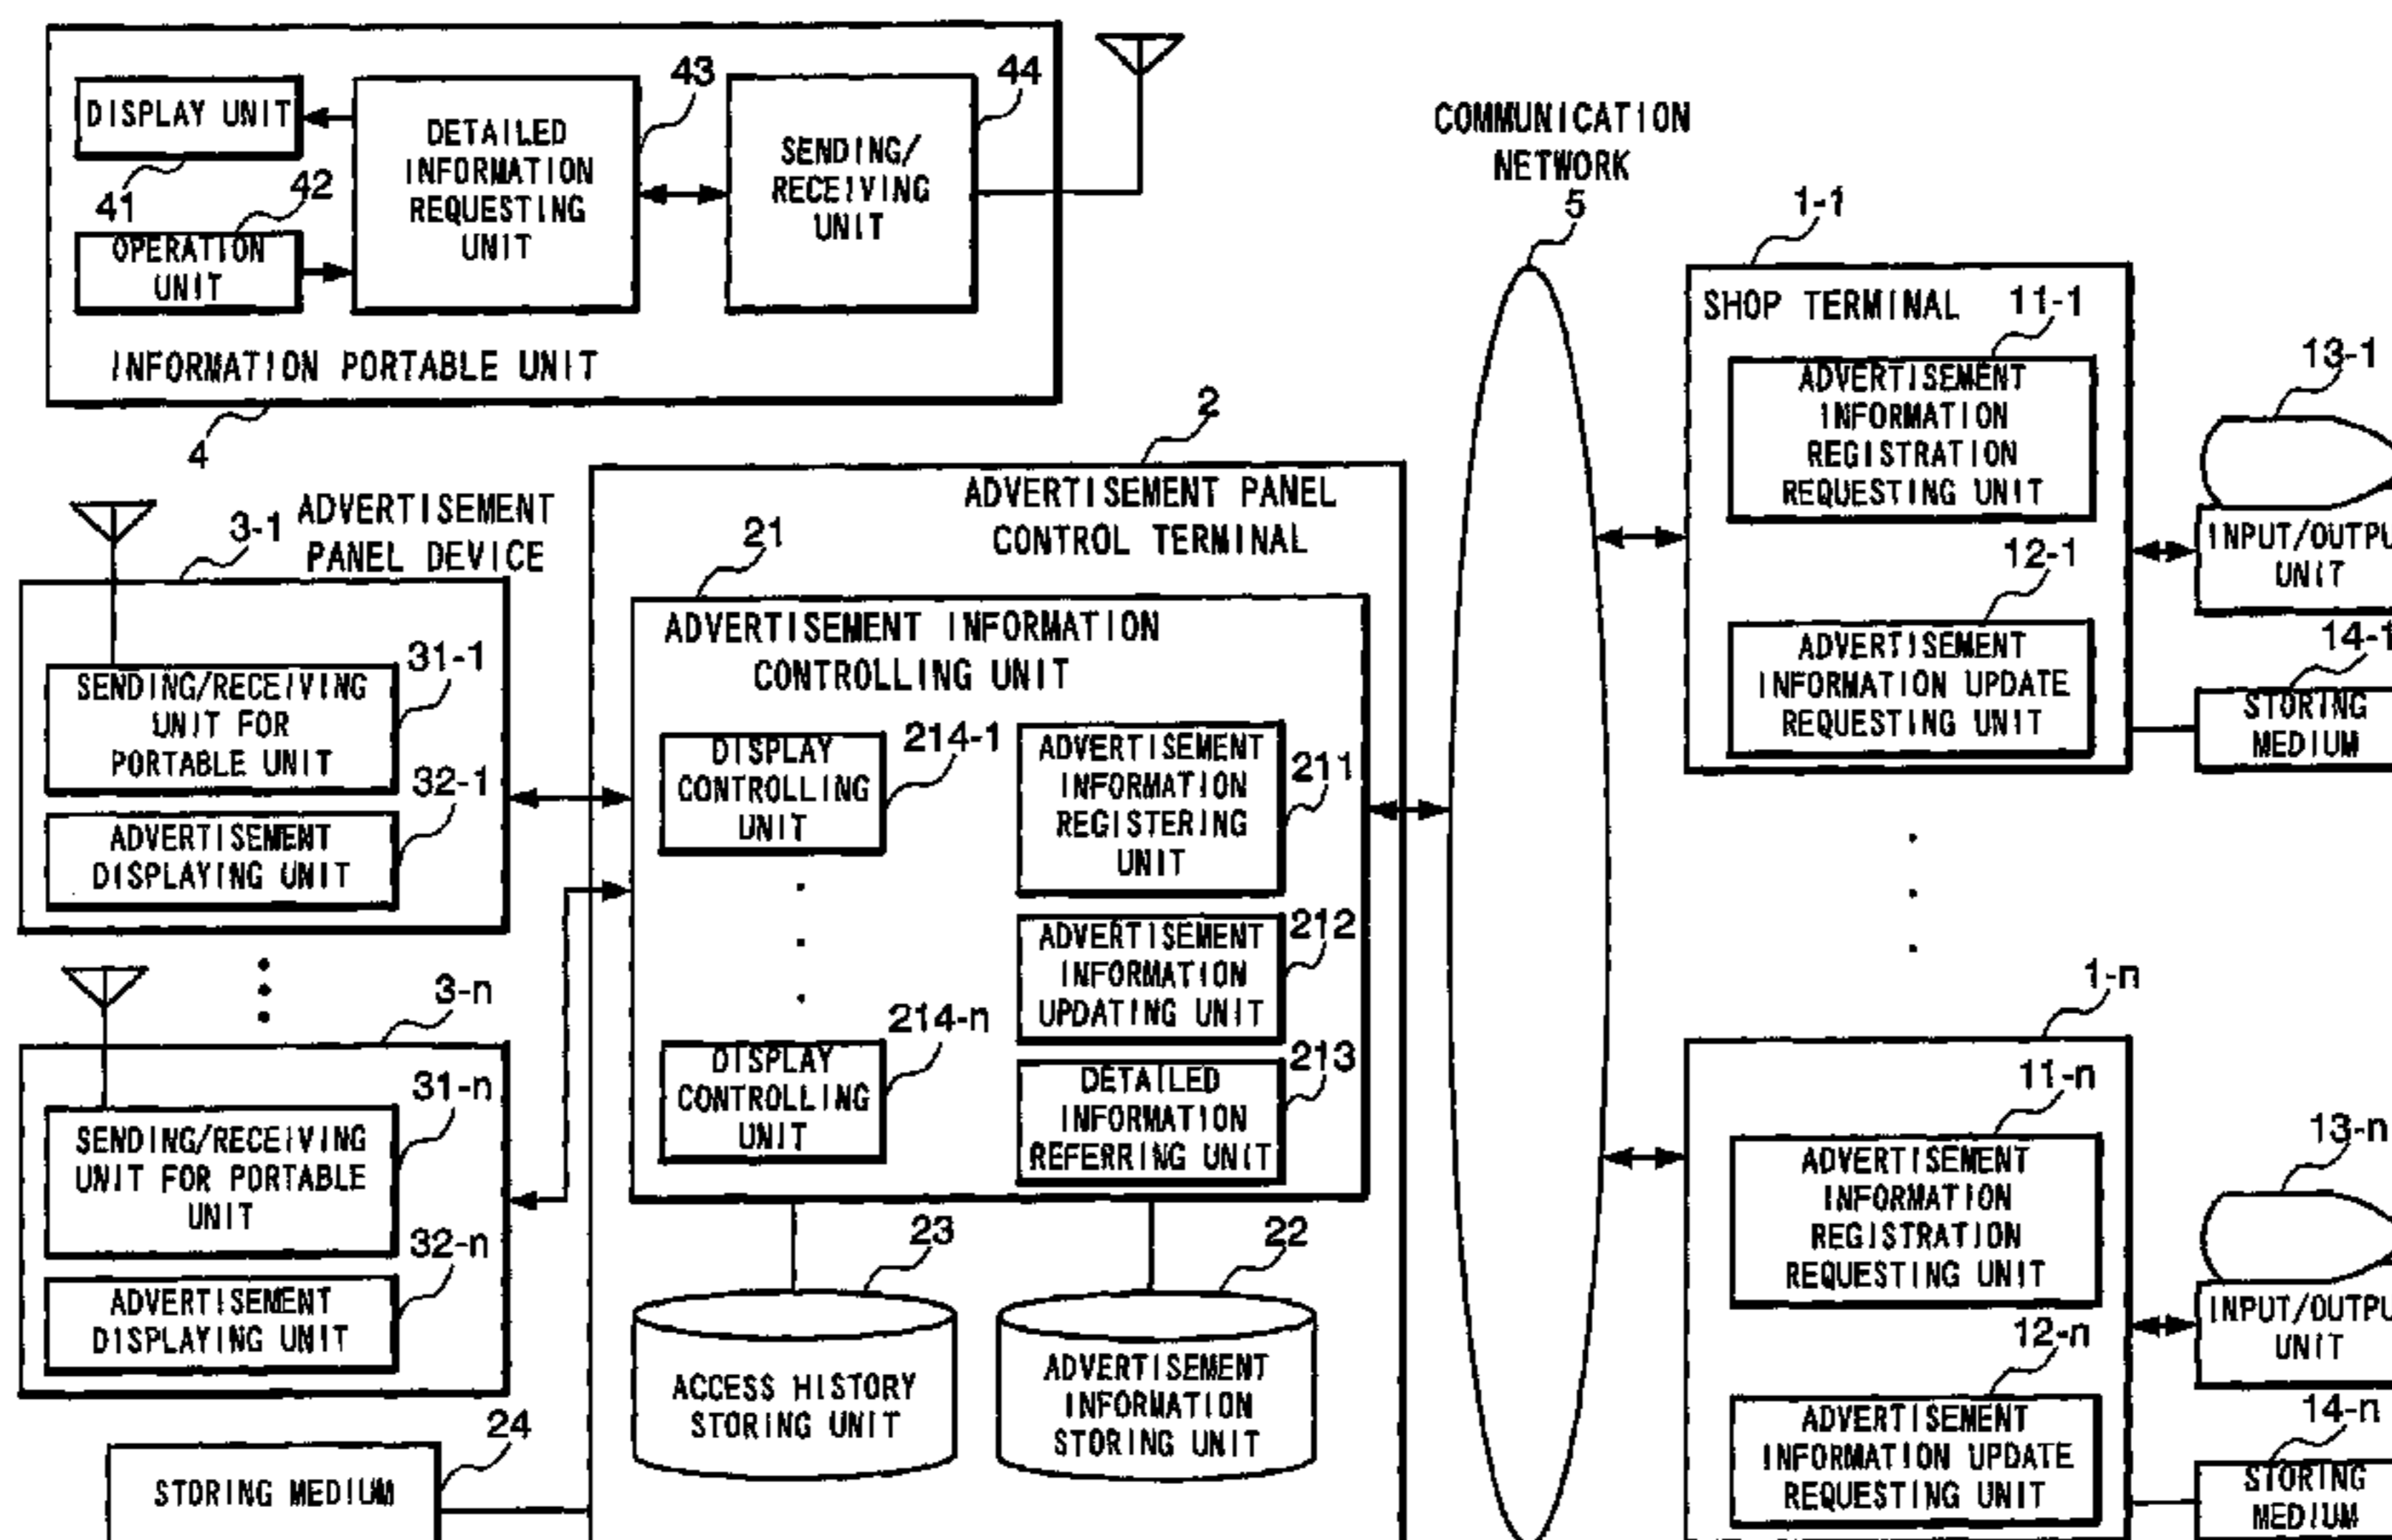 DISPLAY UNIT
41
42
OPERATION
UNIT
43
DETAILED
INFORMATION
REQUESTING
UNIT
44
SENDING/
RECEIVING
UNIT
INFORMATION PORTABLE UNIT
4
3-1
ADVERTISEMENT
PANEL DEVICE
31-1
SENDING/RECEIVING
UNIT FOR
PORTABLE UNIT
32-1
ADVERTISEMENT
DISPLAYING UNIT
3-n
31-n
SENDING/RECEIVING
UNIT FOR PORTABLE
UNIT
32-n
ADVERTISEMENT
DISPLAYING UNIT
24
STORING MEDIUM
2
ADVERTISEMENT PANEL
CONTROL TERMINAL
21
ADVERTISEMENT INFORMATION
CONTROLLING UNIT
214-1
DISPLAY
CONTROLLING
UNIT
214-n
DISPLAY
CONTROLLING
UNIT
211
ADVERTISEMENT
INFORMATION
REGISTERING
UNIT
212
ADVERTISEMENT
INFORMATION
UPDATING UNIT
213
DETAILED
INFORMATION
REFERRING UNIT
23
ACCESS HISTORY
STORING UNIT
22
ADVERTISEMENT
INFORMATION
STORING UNIT
COMMUNICATION
NETWORK
5
1-1
SHOP TERMINAL
11-1
ADVERTISEMENT
INFORMATION
REGISTRATION
REQUESTING UNIT
12-1
ADVERTISEMENT
INFORMATION UPDATE
REQUESTING UNIT
13-1
INPUT/OUTPU
UNIT
14-1
STORING
MEDIUM
1-n
11-n
ADVERTISEMENT
INFORMATION
REGISTRATION
REQUESTING UNIT
12-n
ADVERTISEMENT
INFORMATION UPDATE
REQUESTING UNIT
13-n
INPUT/OUTPU
UNIT
14-n
STORING
MEDIUM